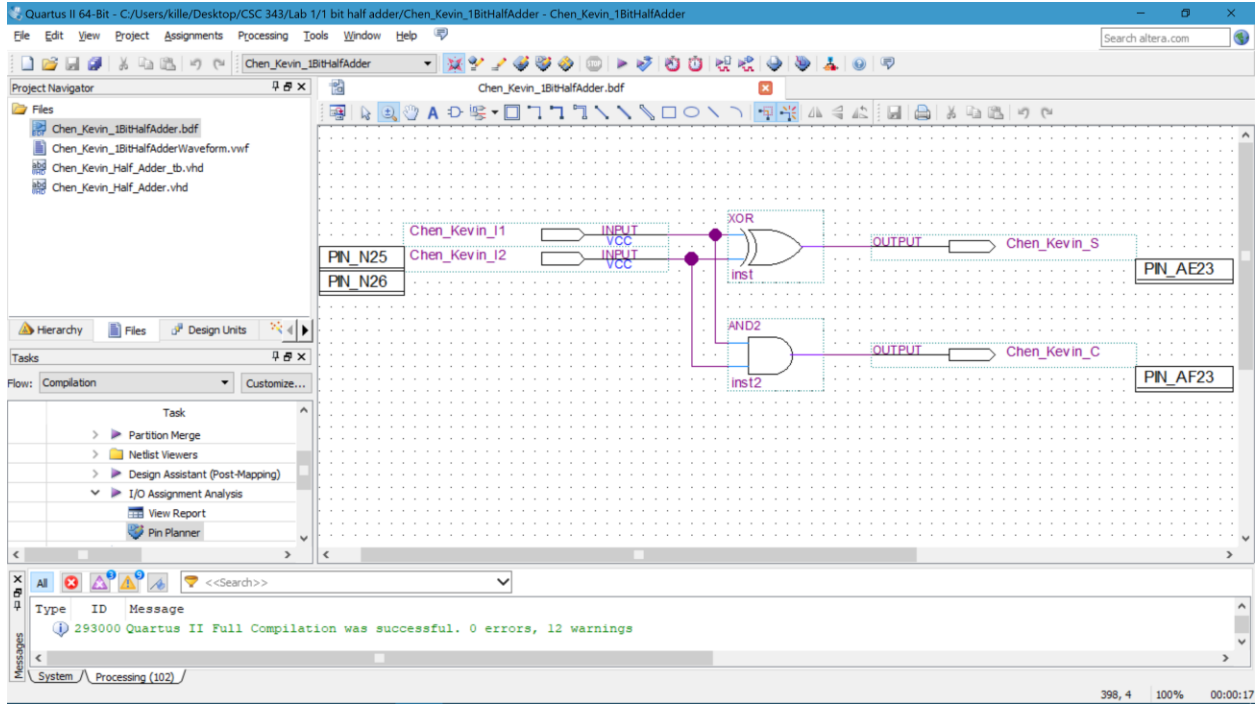 Quartus II 64-Bit - C:/Users/kille/Desktop/CSC 343/Lab 1/1 bit half adder/Chen_Kevin_1BitHalfAdder - Chen_Kevin_1BitHalfAdder
File Edit View Project Assignments Processing Tools Window Help
Search altera.com
Chen_Kevin_1BitHalfAdder
Project Navigator
Chen_Kevin_1BitHalfAdder.bdf
Files
Chen_Kevin_1BitHalfAdder.bdf
Chen_Kevin_1BitHalfAdderWaveform.vwf
Chen_Kevin_Half_Adder_tb.vhd
Chen_Kevin_Half_Adder.vhd
Hierarchy Files Design Units
Tasks
Flow: Compilation Customize...
Task
Partition Merge
Netlist Viewers
Design Assistant (Post-Mapping)
I/O Assignment Analysis
View Report
Pin Planner
XOR
Chen_Kevin_I1 INPUT
VCC
OUTPUT Chen_Kevin_S
PIN_N25 Chen_Kevin_I2 INPUT
VCC
inst
PIN_AE23
PIN_N26
AND2
OUTPUT Chen_Kevin_C
inst2
PIN_AF23
All 3 9 <<Search>>
Type ID Message
293000 Quartus II Full Compilation was successful. 0 errors, 12 warnings
Messages
System Processing (102)
398, 4 100% 00:00:17